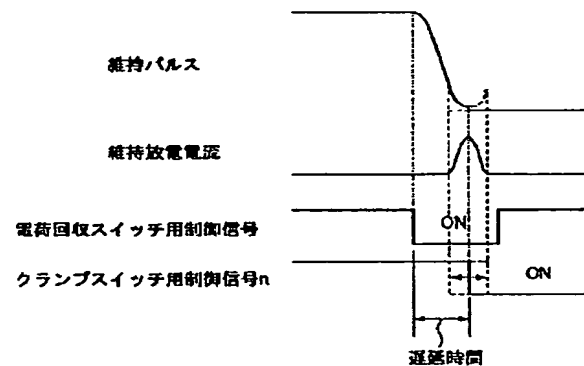 維持パルス
維持放電電流
電荷回収スイッチ用制御信号
ON
クランプスイッチ用制御信号n
ON
遅延時間